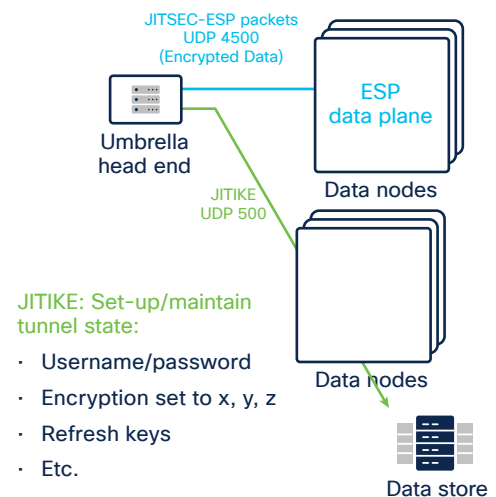 JITSEC-ESP packets
UDP 4500
(Encrypted Data)
ESP
data plane
Umbrella
head end
Data nodes
JITIKE
UDP 500
JITIKE: Set-up/maintain
tunnel state:
· Username/password
· Encryption set to x, y, z
· Refresh keys
· Etc.
Data nodes
Data store